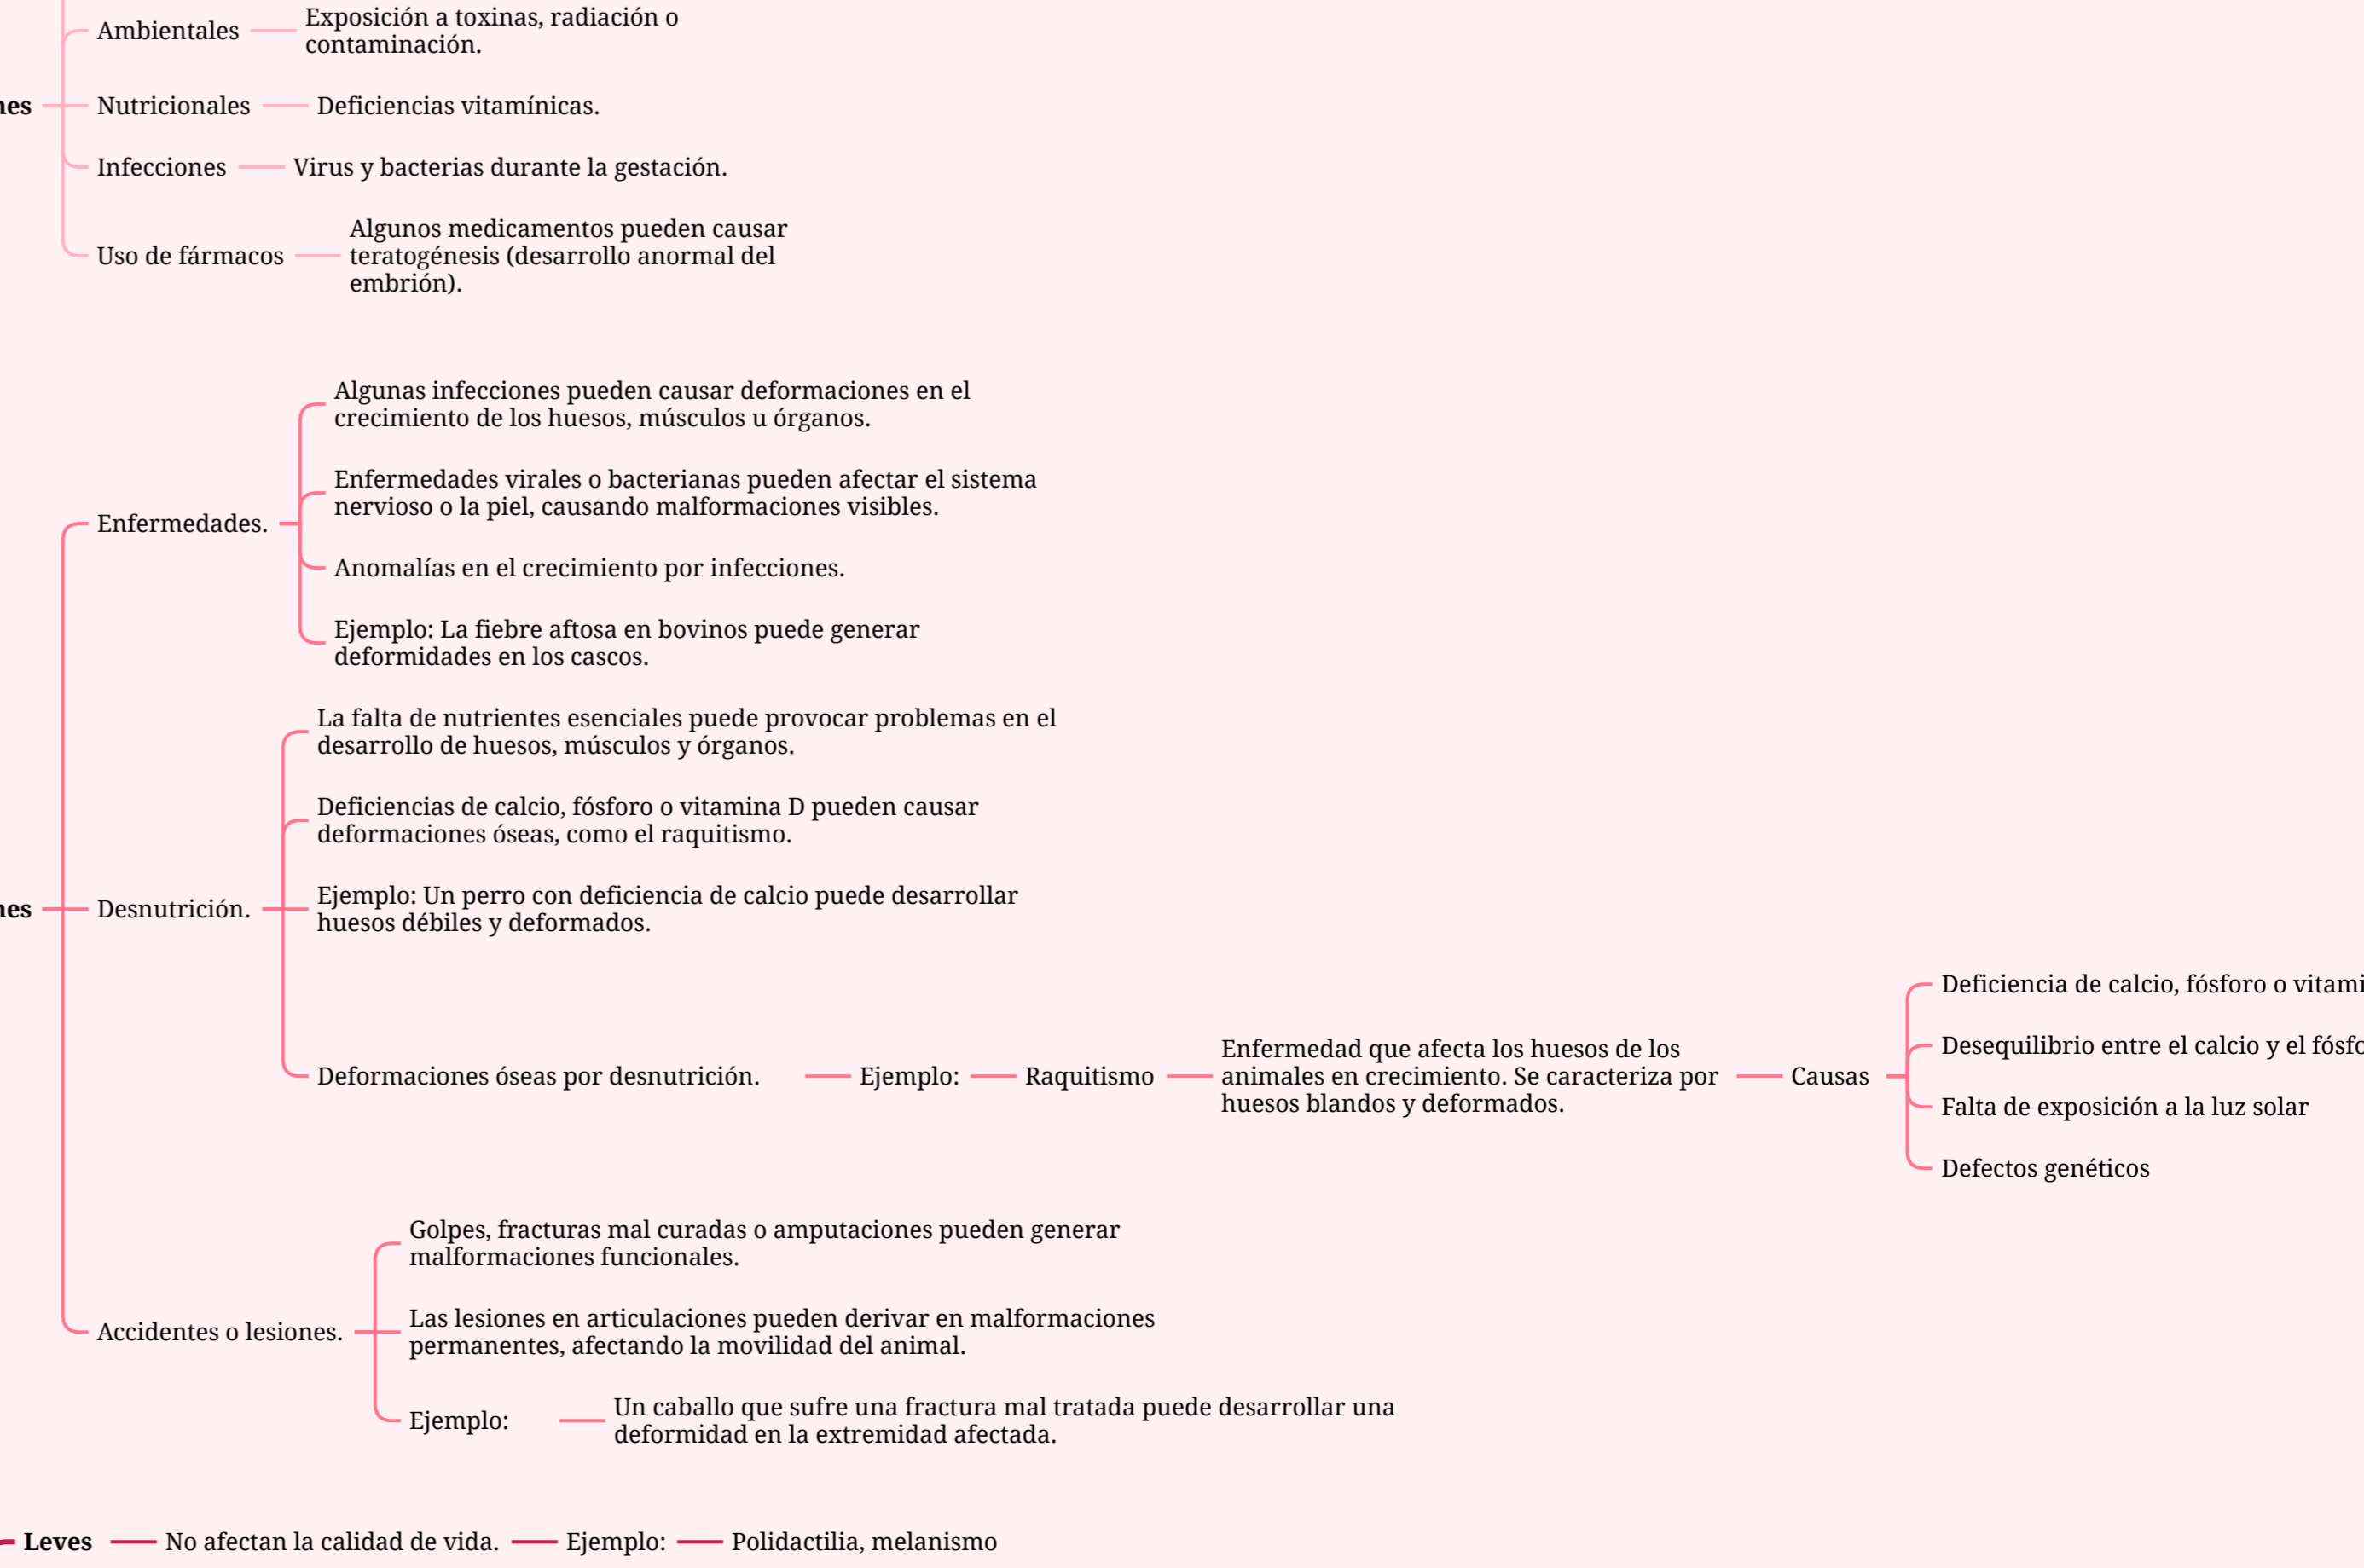 Ambientales
Exposición a toxinas, radiación o
contaminación.
Nutricionales
Deficiencias vitamínicas.
Infecciones
Virus y bacterias durante la gestación.
Uso de fármacos
Algunos medicamentos pueden causar
teratogénesis (desarrollo anormal del
embrión).
Enfermedades.
Algunas infecciones pueden causar deformaciones en el
crecimiento de los huesos, músculos u órganos.
Enfermedades virales o bacterianas pueden afectar el sistema
nervioso o la piel, causando malformaciones visibles.
Anomalías en el crecimiento por infecciones.
Ejemplo: La fiebre aftosa en bovinos puede generar
deformidades en los cascos.
Desnutrición.
La falta de nutrientes esenciales puede provocar problemas en el
desarrollo de huesos, músculos y órganos.
Deficiencias de calcio, fósforo o vitamina D pueden causar
deformaciones óseas, como el raquitismo.
Ejemplo: Un perro con deficiencia de calcio puede desarrollar
huesos débiles y deformados.
Deformaciones óseas por desnutrición.
Ejemplo:
Raquitismo
Enfermedad que afecta los huesos de los
animales en crecimiento. Se caracteriza por
huesos blandos y deformados.
Causas
Deficiencia de calcio, fósforo o
Desequilibrio entre el calcio y el
Falta de exposición a la luz solar
Defectos genéticos
Accidentes o lesiones.
Golpes, fracturas mal curadas o amputaciones pueden generar
malformaciones funcionales.
Las lesiones en articulaciones pueden derivar en malformaciones
permanentes, afectando la movilidad del animal.
Ejemplo:
Un caballo que sufre una fractura mal tratada puede desarrollar una
deformidad en la extremidad afectada.
Leves
No afectan la calidad de vida.
Ejemplo:
Polidactilia, melanismo